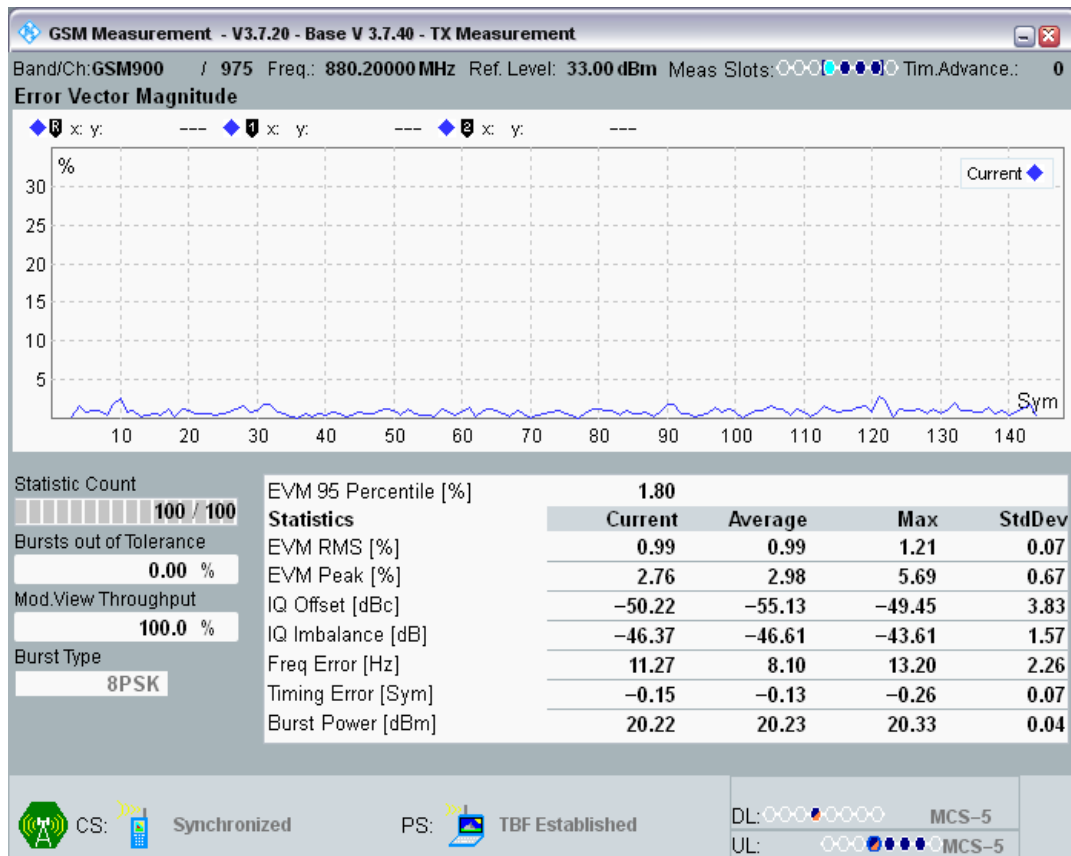 GSM Measurement - V3.7.20 - Base V 3.7.40 - TX Measurement
Band/Ch:GSM900 / 975 Freq.: 880.20000 MHz Ref. Level: 33.00 dBm Meas Slots: Tim.Advance.: 0
Error Vector Magnitude
R x: y: --- 1 x: y: --- 2 x: y: ---
%
Current
30
25
20
15
10
5
Sym
10 20 30 40 50 60 70 80 90 100 110 120 130 140
Statistic Count
100 / 100
Bursts out of Tolerance
0.00 %
Mod.View Throughput
100.0 %
Burst Type
8PSK
EVM 95 Percentile [%] 1.80
Statistics Current Average Max StdDev
EVM RMS [%] 0.99 0.99 1.21 0.07
EVM Peak [%] 2.76 2.98 5.69 0.67
IQ Offset [dBc] −50.22 −55.13 −49.45 3.83
IQ Imbalance [dB] −46.37 −46.61 −43.61 1.57
Freq Error [Hz] 11.27 8.10 13.20 2.26
Timing Error [Sym] −0.15 −0.13 −0.26 0.07
Burst Power [dBm] 20.22 20.23 20.33 0.04
CS: Synchronized PS: TBF Established
DL: MCS−5
UL: MCS−5